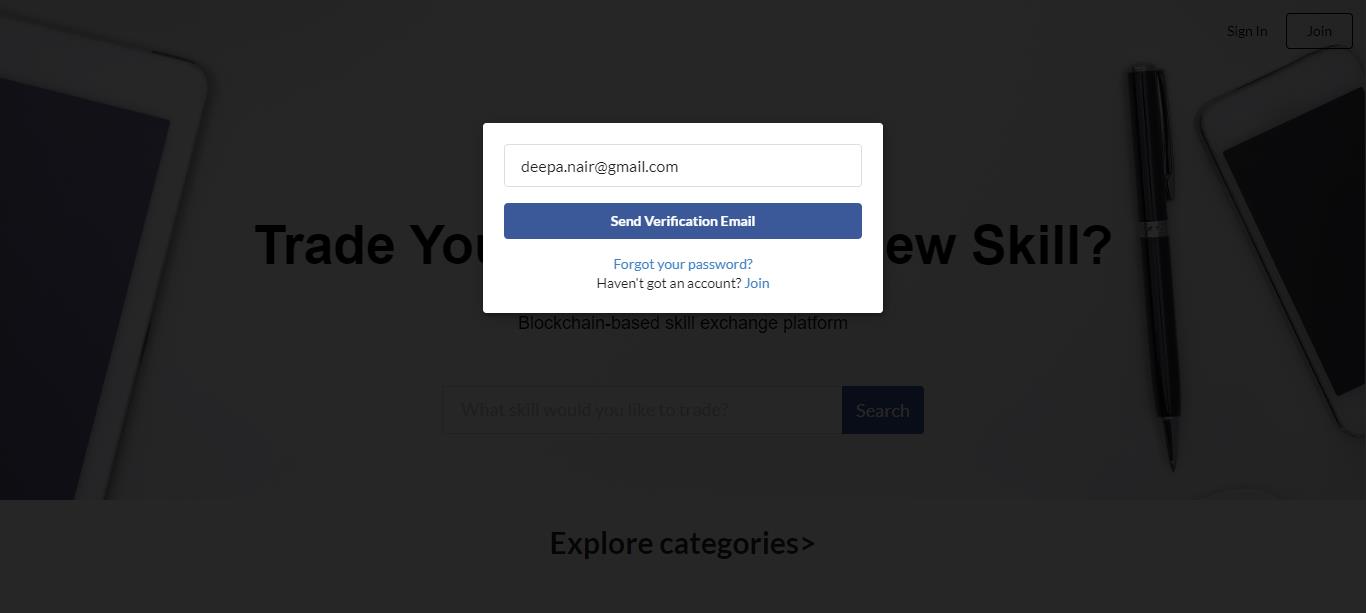 Sign In
Join
deepa.nair@gmail.com
Send Verification Email
Trade You ew Skill?
Forgot your password?
Haven't got an account? Join
Blockchain-based skill exchange platform
What skill would you like to trade?
Search
Explore categories>